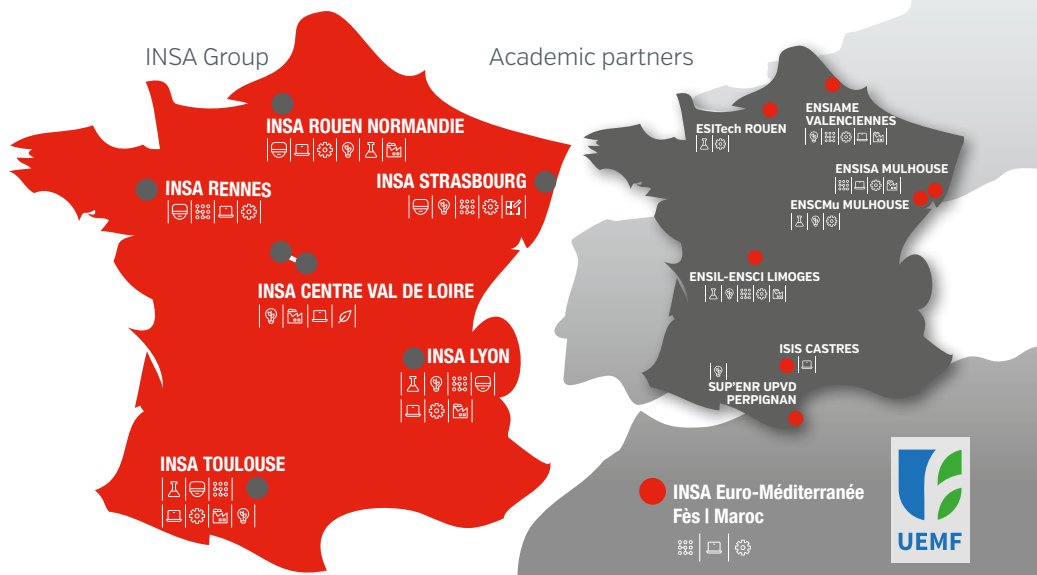 INSA Group
INSA ROUEN NORMANDIE
INSA RENNES
INSA STRASBOURG
INSA CENTRE VAL DE LOIRE
INSA LYON
INSA TOULOUSE
Academic partners
ESITech ROUEN
ENSIAME
VALENCIENNES
ENSISA MULHOUSE
ENSCMu MULHOUSE
ENSIL-ENSCI LIMOGES
ISIS CASTRES
SUP'ENR UPVD
PERPIGNAN
INSA Euro-Méditerranée
Fès | Maroc
UEMF